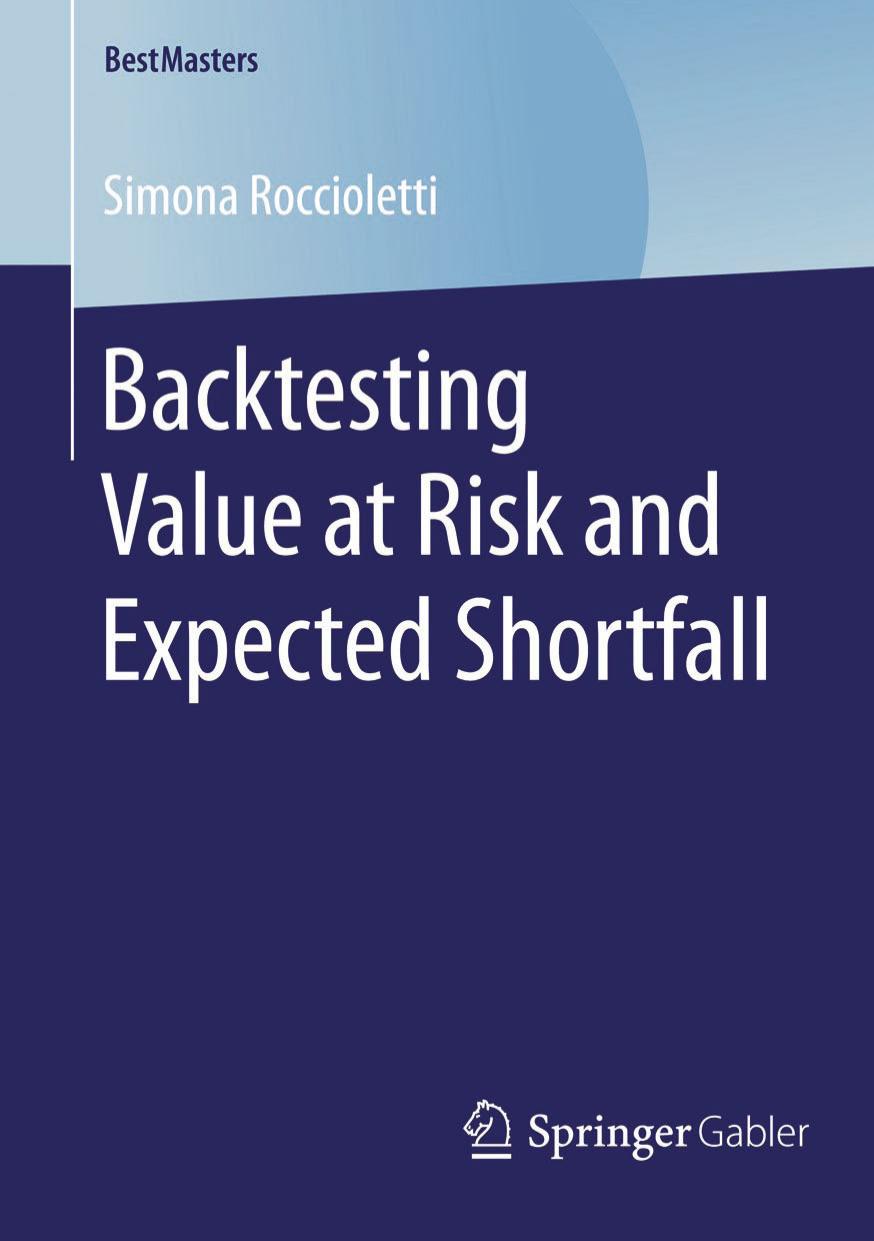 BestMasters
Simona Roccioletti
Backtesting
Value at Risk and
Expected Shortfall
Springer Gabler